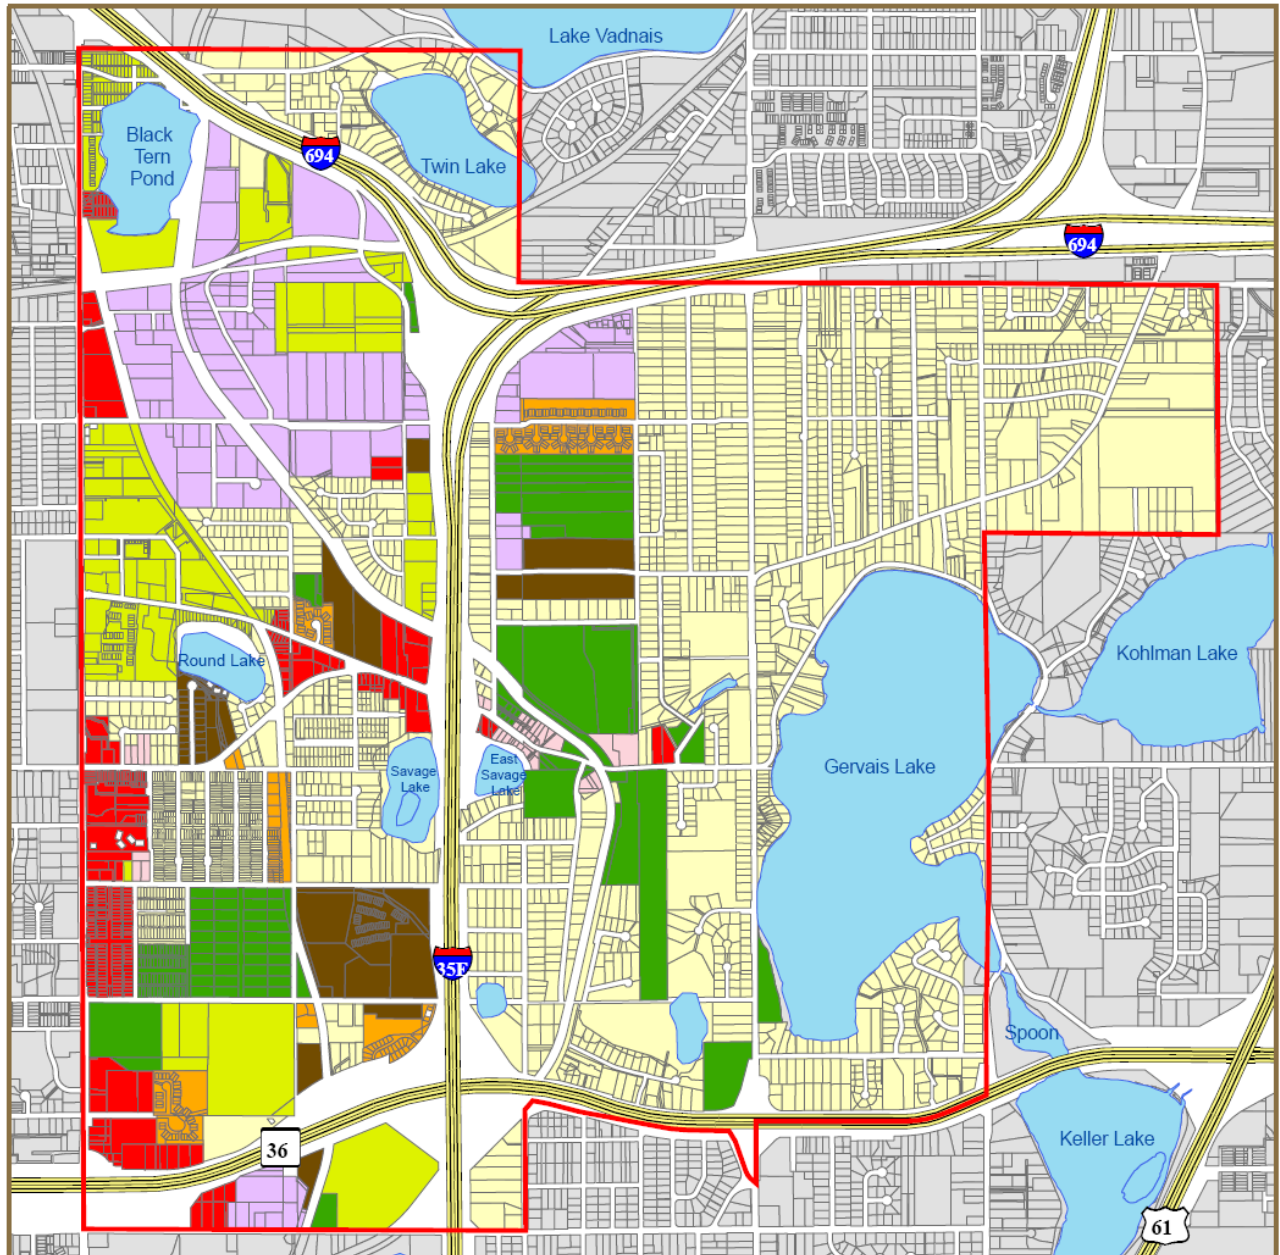 Lake Vadnais
Black
Tern
Pond
694
Twin Lake
694
Round Lake
Kohlman Lake
Savage
Lake
East
Savage
Lake
Gervais Lake
35E
Spoon
36
Keller Lake
61